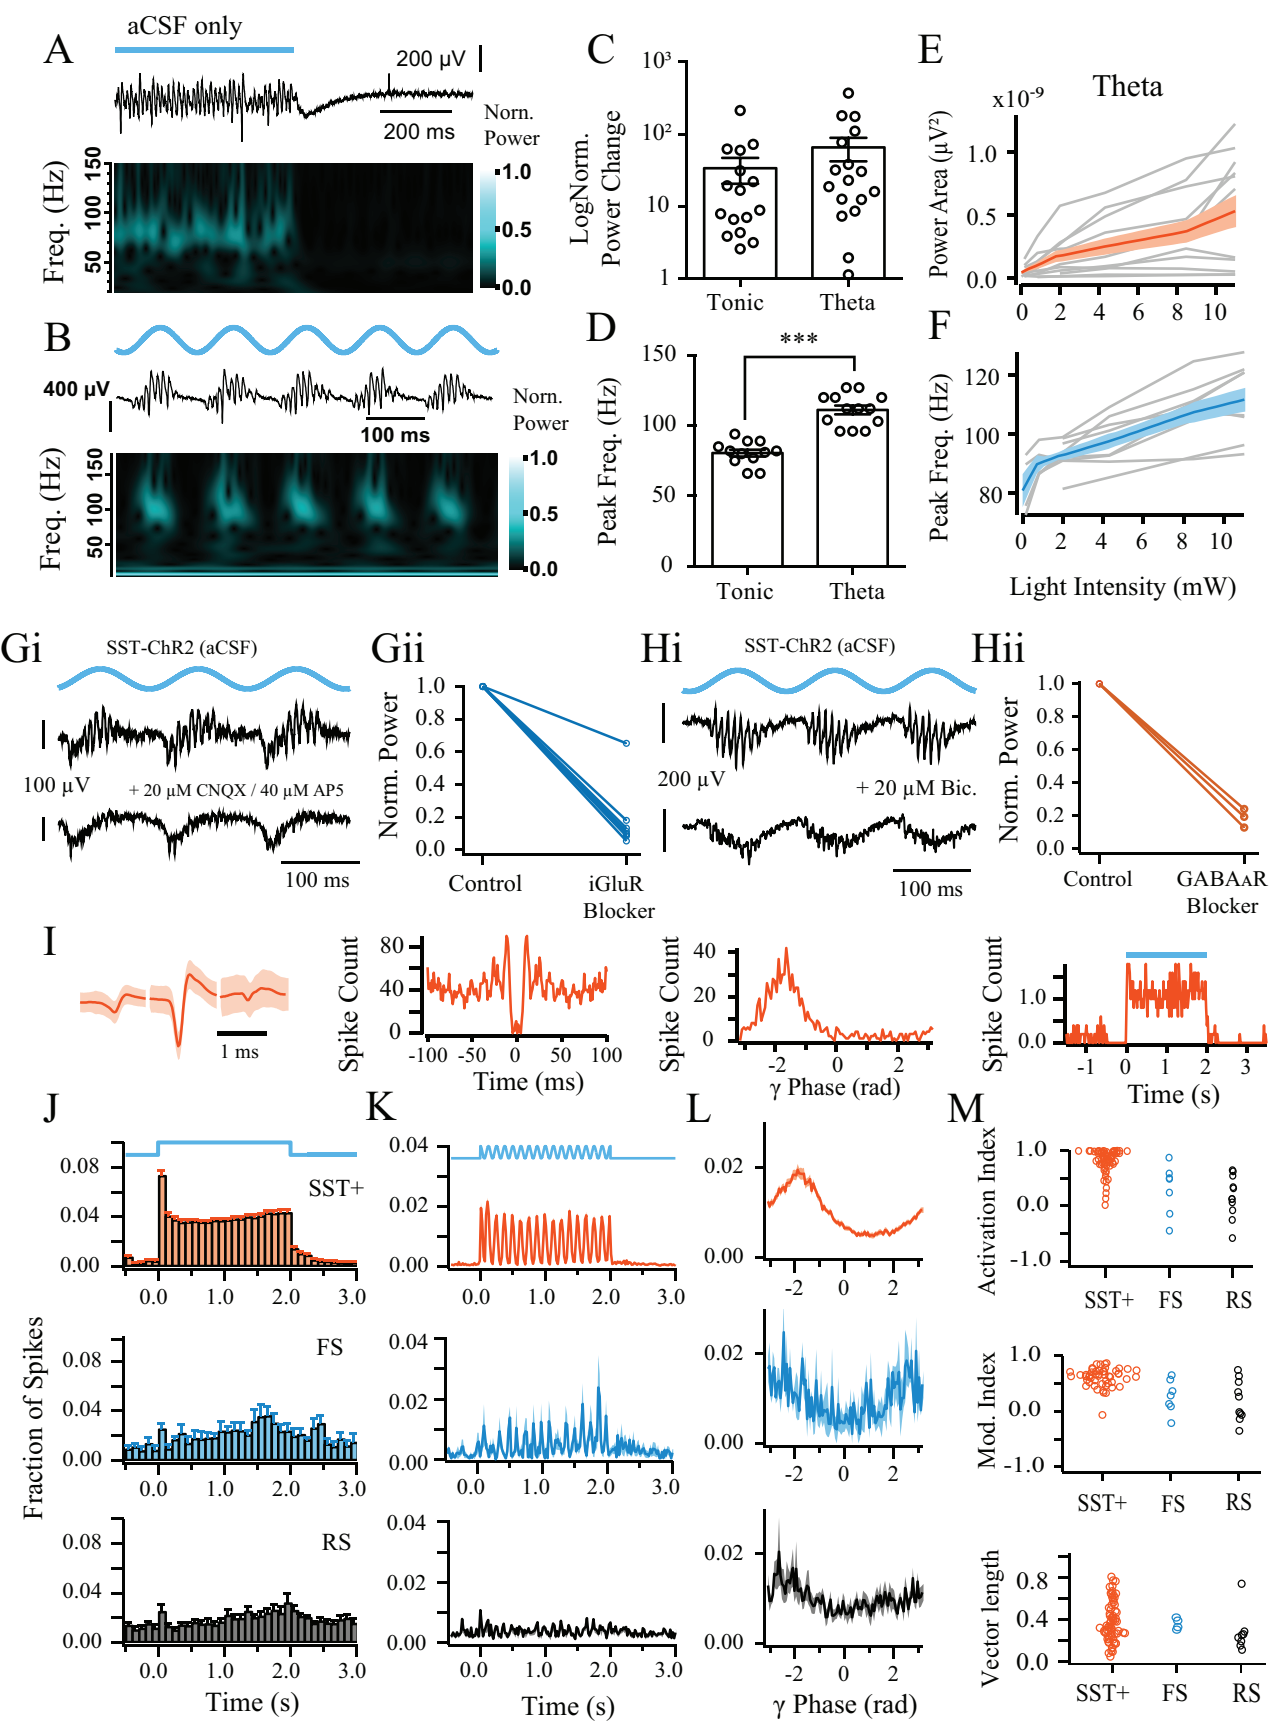 A
aCSF only
200 µV
200 ms
Norn.
Power
Freq. (Hz)
150
100
50
1.0
0.5
0.0
B
400 µV
100 ms
Norn.
Power
Freq. (Hz)
150
100
50
1.0
0.5
0.0
C
LogNorm.
Power Change
10³
10²
10
1
Tonic
Theta
D
***
Peak Freq. (Hz)
150
100
50
0
Tonic
Theta
E
Theta
x10⁻⁹
Power Area (µV²)
1.0
0.5
0.0
0 2 4 6 8 10
F
Peak Freq. (Hz)
120
100
80
0 2 4 6 8 10
Light Intensity (mW)
Gi
SST-ChR2 (aCSF)
100 µV
+ 20 µM CNQX / 40 µM AP5
100 ms
Gii
Norm. Power
1.0
0.8
0.6
0.4
0.2
0.0
Control
iGluR
Blocker
Hi
SST-ChR2 (aCSF)
200 µV
+ 20 µM Bic.
100 ms
Hii
Norm. Power
1.0
0.8
0.6
0.4
0.2
0.0
Control
GABAAR
Blocker
I
1 ms
Spike Count
80
40
0
-100 -50 0 50 100
Time (ms)
Spike Count
40
20
0
-2 0 2
γ Phase (rad)
Spike Count
1.0
0.0
-1 0 1 2 3
Time (s)
J
SST+
0.08
0.04
0.00
0.0 1.0 2.0 3.0
Fraction of Spikes
FS
0.08
0.04
0.00
0.0 1.0 2.0 3.0
RS
0.08
0.04
0.00
0.0 1.0 2.0 3.0
Time (s)
K
0.04
0.02
0.00
0.0 1.0 2.0 3.0
0.04
0.02
0.00
0.0 1.0 2.0 3.0
0.04
0.02
0.00
0.0 1.0 2.0 3.0
Time (s)
L
0.02
0.00
-2 0 2
0.02
0.00
-2 0 2
0.02
0.00
-2 0 2
γ Phase (rad)
M
Activation Index
1.0
0.0
-1.0
SST+ FS RS
Mod. Index
1.0
0.0
-1.0
SST+ FS RS
Vector length
0.8
0.4
0.0
SST+ FS RS